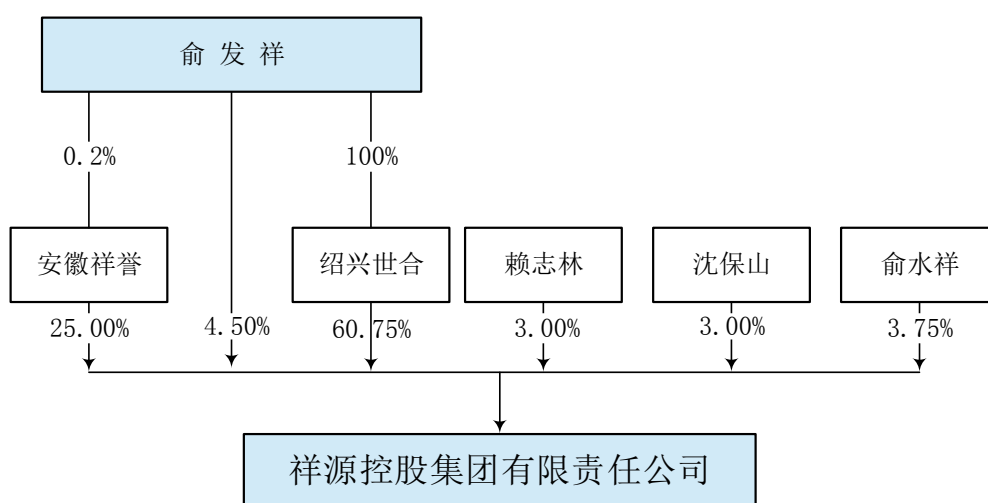 俞 发 祥
0.2%
100%
安徽祥誉
绍兴世合
赖志林
沈保山
俞水祥
25.00%
4.50%
60.75%
3.00%
3.00%
3.75%
祥源控股集团有限责任公司